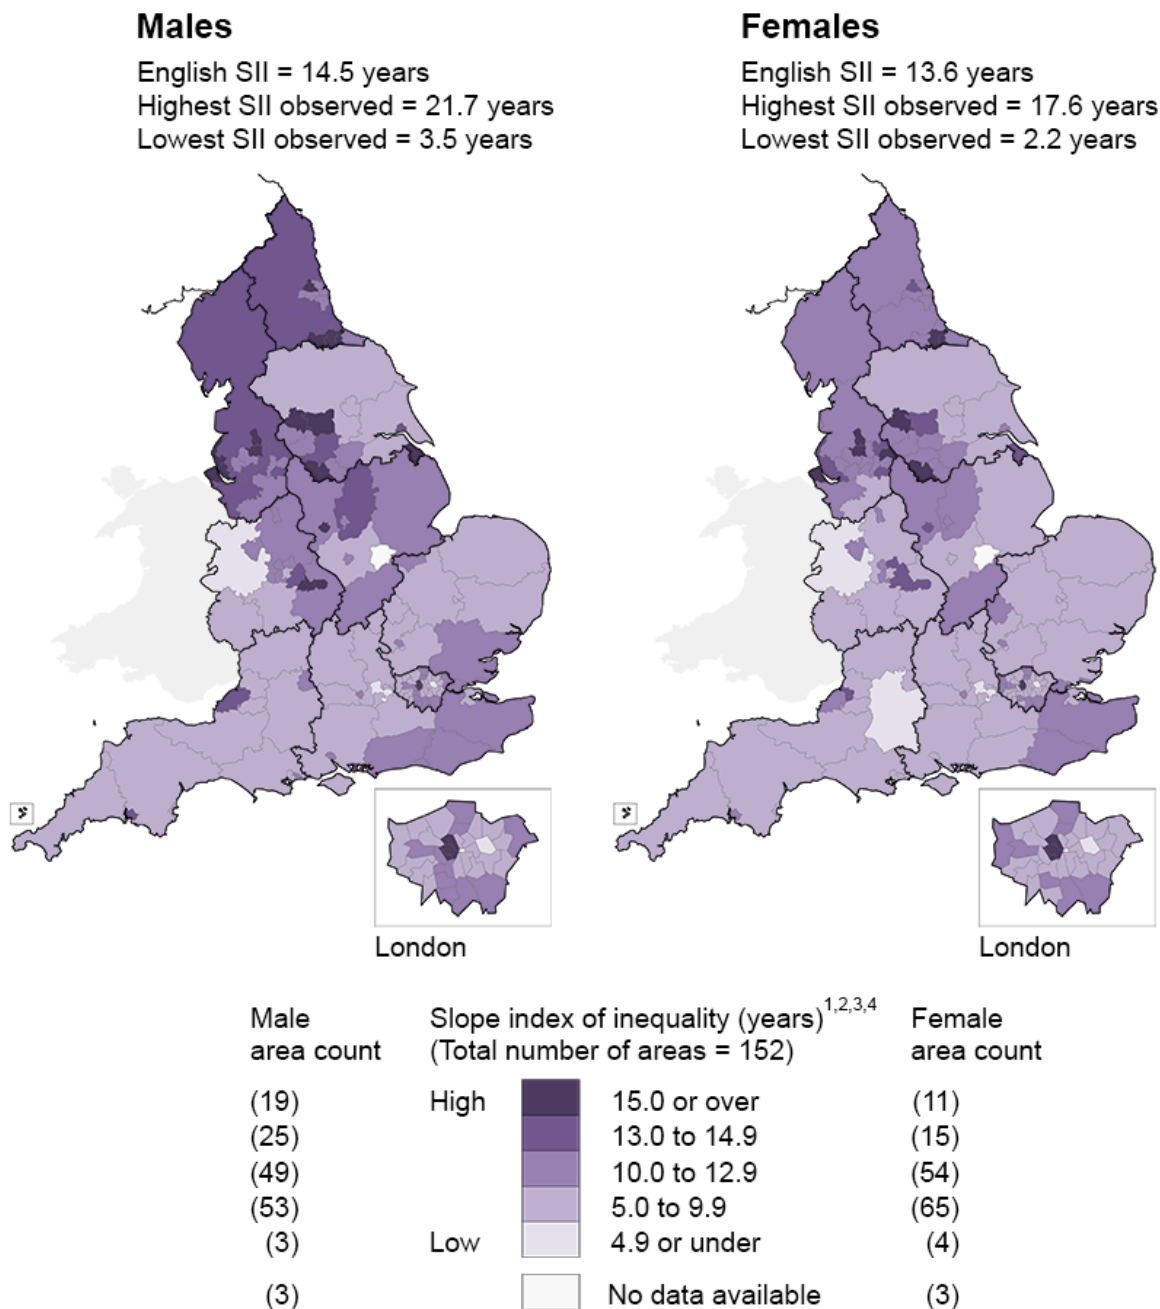 Males
English SII = 14.5 years
Highest SII observed = 21.7 years
Lowest SII observed = 3.5 years
Females
English SII = 13.6 years
Highest SII observed = 17.6 years
Lowest SII observed = 2.2 years
London
London
Male
area count
Slope index of inequality (years)1,2,3,4
(Total number of areas = 152)
Female
area count
(19) High 15.0 or over (11)
(25) 13.0 to 14.9 (15)
(49) 10.0 to 12.9 (54)
(53) 5.0 to 9.9 (65)
(3) Low 4.9 or under (4)
(3) No data available (3)